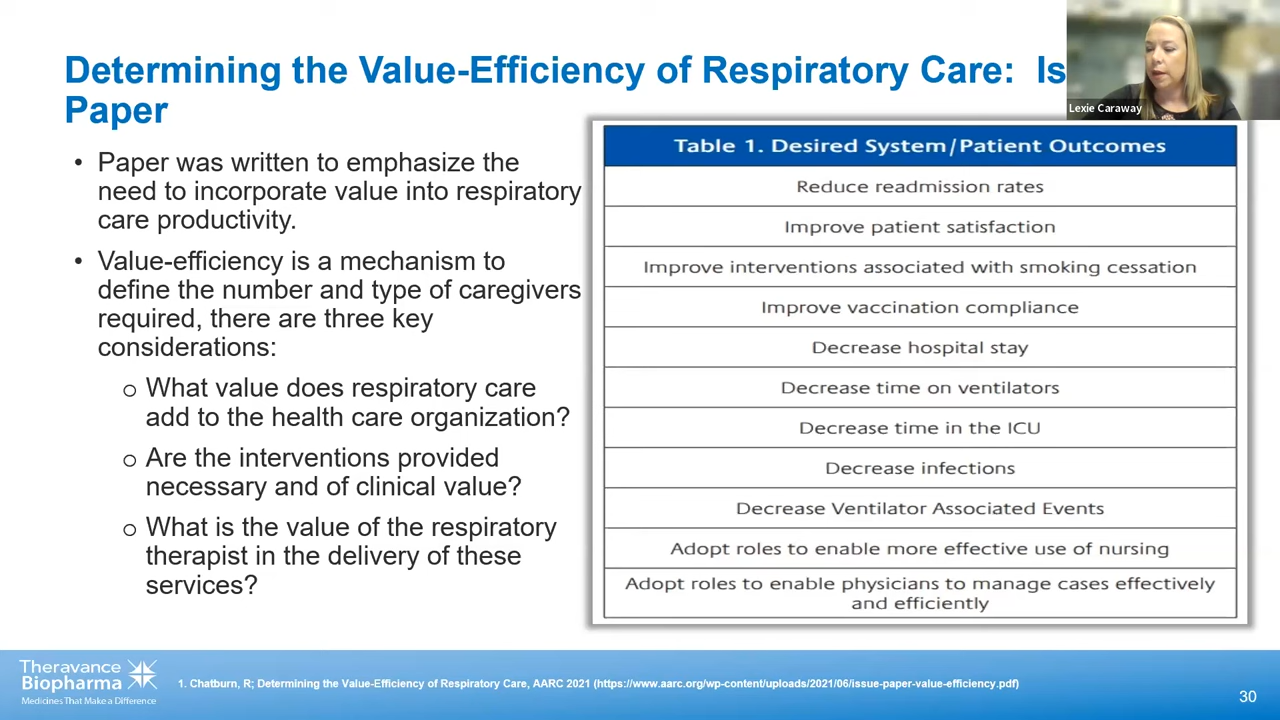 Determining the Value-Efficiency of Respiratory Care: Is
Paper
Lexie Caraway
• Paper was written to emphasize the
need to incorporate value into respiratory
care productivity.
• Value-efficiency is a mechanism to
define the number and type of caregivers
required, there are three key
considerations:
o What value does respiratory care
add to the health care organization?
o Are the interventions provided
necessary and of clinical value?
o What is the value of the respiratory
therapist in the delivery of these
services?
Table 1. Desired System/Patient Outcomes
Reduce readmission rates
Improve patient satisfaction
Improve interventions associated with smoking cessation
Improve vaccination compliance
Decrease hospital stay
Decrease time on ventilators
Decrease time in the ICU
Decrease infections
Decrease Ventilator Associated Events
Adopt roles to enable more effective use of nursing
Adopt roles to enable physicians to manage cases effectively
and efficiently
Theravance
Biopharma
Medicines That Make a Difference
1. Chatburn, R; Determining the Value-Efficiency of Respiratory Care, AARC 2021 (https://www.aarc.org/wp-content/uploads/2021/06/issue-paper-value-efficiency.pdf)
30